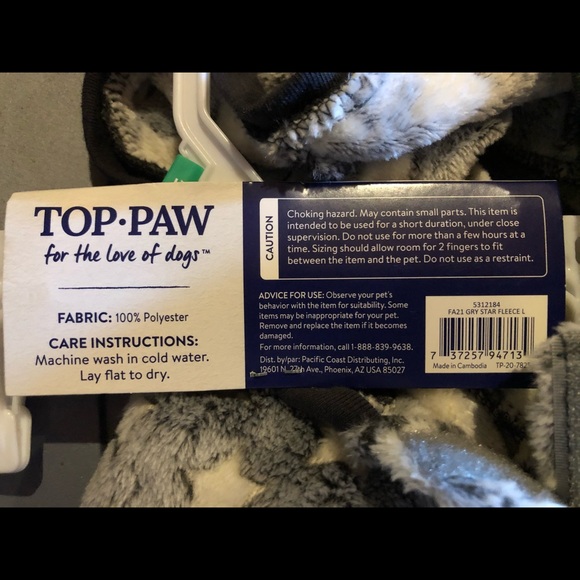 TOP·PAW
for the love of dogs™
FABRIC: 100% Polyester
CARE INSTRUCTIONS:
Machine wash in cold water.
Lay flat to dry.
CAUTION
Choking hazard. May contain small parts. This item is
intended to be used for a short duration, under close
supervision. Do not use for more than a few hours at a
time. Sizing should allow room for 2 fingers to fit
between the item and the pet. Do not use as a restraint.
ADVICE FOR USE: Observe your pet's
behavior with the item for suitability. Some
items may be inappropriate for your pet.
Remove and replace the item if it becomes
damaged.
For more information, call 1-888-839-9638.
Dist. by/par: Pacific Coast Distributing, Inc.
19601 N. 27th Ave., Phoenix, AZ USA 85027
5312184
FA21 GRY STAR FLEECE L
7 37257 94713
Made in Cambodia TP-20-782